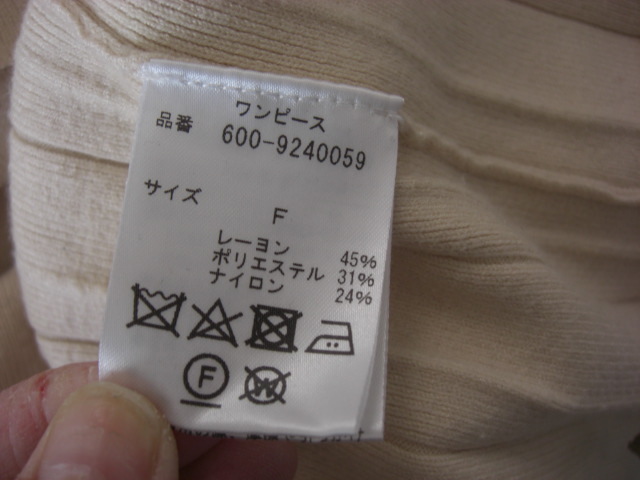 ワンピース
品番 600-9240059
サイズ
F
レーヨン 45%
ポリエステル 31%
ナイロン 24%
F
W